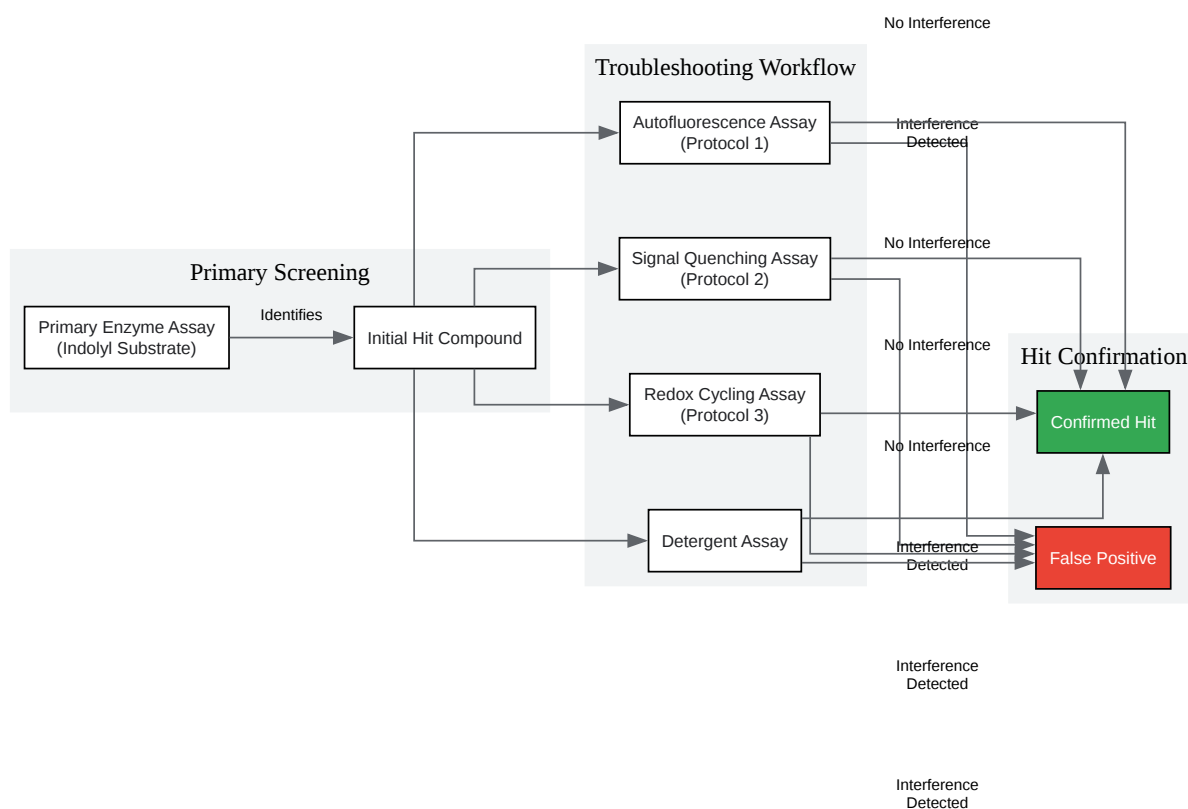 No Interference
Troubleshooting Workflow
Autofluorescence Assay
(Protocol 1)
Interference
Detected
Primary Screening
Primary Enzyme Assay
(Indolyl Substrate)
Identifies
Initial Hit Compound
Signal Quenching Assay
(Protocol 2)
No Interference
No Interference
Redox Cycling Assay
(Protocol 3)
No Interference
Detergent Assay
Interference
Detected
Hit Confirmation
Confirmed Hit
False Positive
Interference
Detected
Interference
Detected